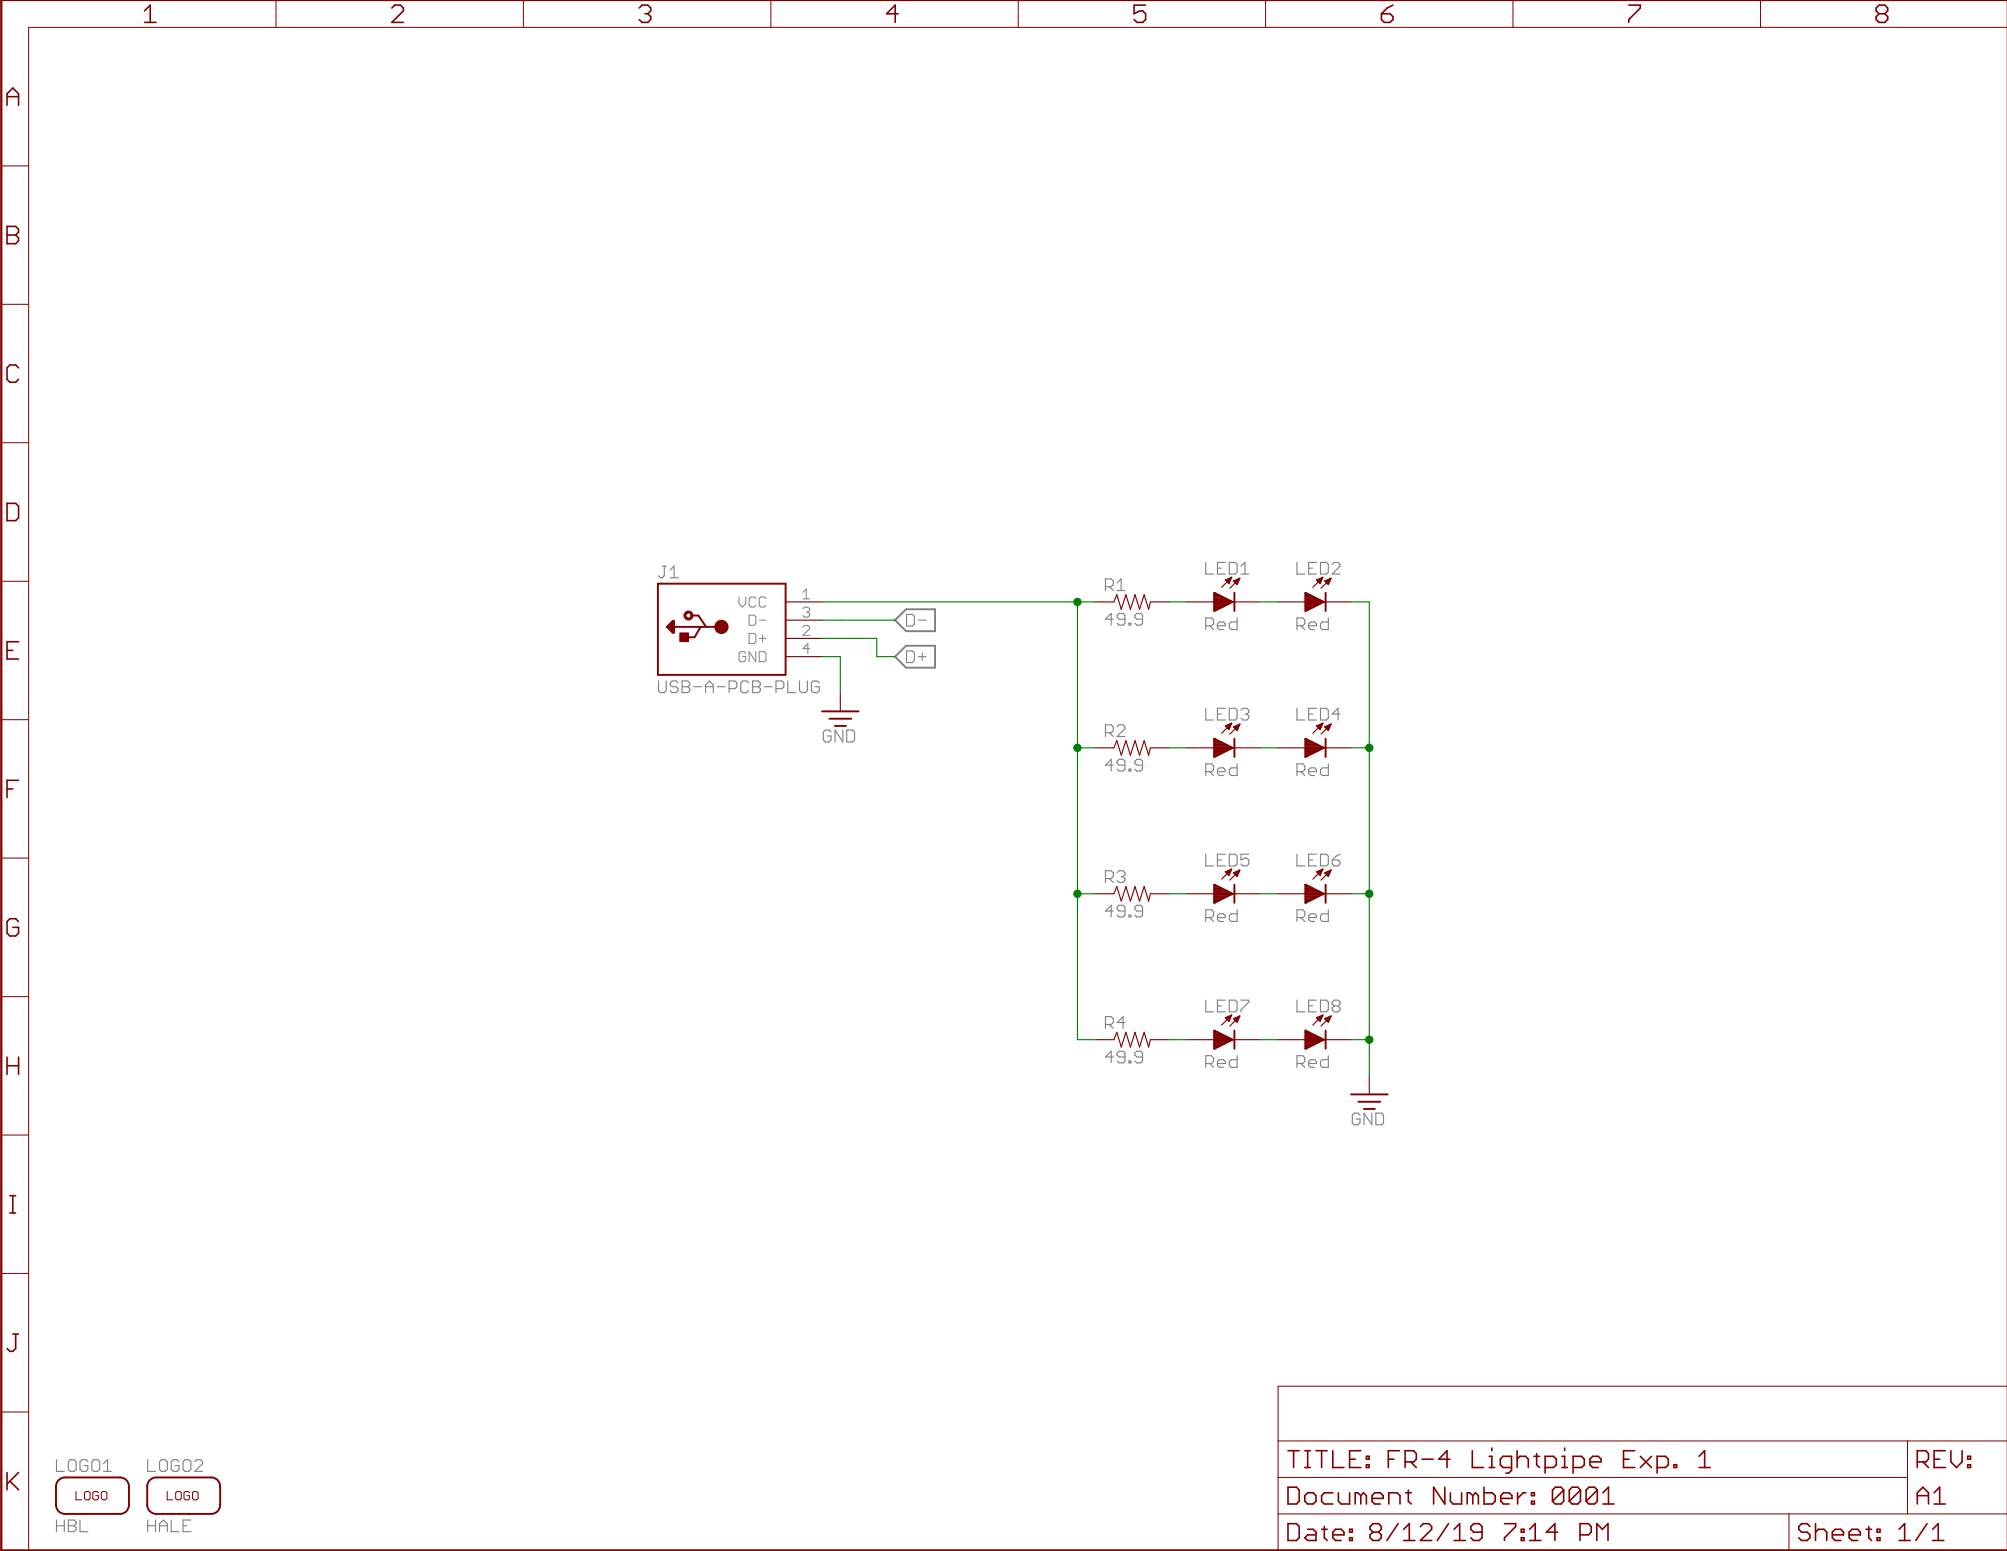 1 2 3 4 5 6 7 8
A
B
C
D
E
F
G
H
I
J
K
J1
VCC 1
D- 3
D+ 2
GND 4
USB-A-PCB-PLUG
D-
D+
GND
R1 LED1 LED2
49.9 Red Red
R2 LED3 LED4
49.9 Red Red
R3 LED5 LED6
49.9 Red Red
R4 LED7 LED8
49.9 Red Red
GND
LOGO1 LOGO2
LOGO LOGO
HBL HALE
TITLE: FR-4 Lightpipe Exp. 1
REV:
Document Number: 0001
A1
Date: 8/12/19 7:14 PM
Sheet: 1/1